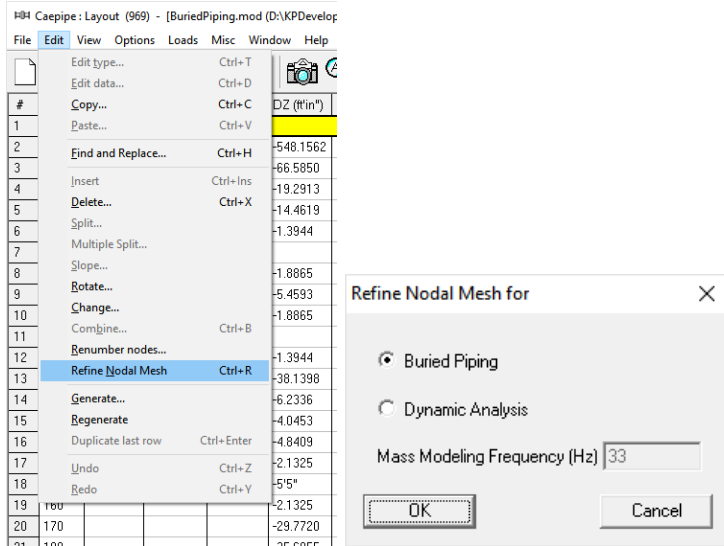 Caepipe : Layout (969) - [BuriedPiping.mod (D:\KPDevelop
File Edit View Options Loads Misc Window Help
Edit type... Ctrl+T
Edit data... Ctrl+D
# Copy... Ctrl+C DZ (ft'in")
1 Paste... Ctrl+V
2 -548.1562
Find and Replace... Ctrl+H
3 -66.5850
4 Insert Ctrl+Ins -19.2913
5 Delete... Ctrl+X -14.4619
6 Split... -1.3944
7 Multiple Split...
8 Slope... -1.8865
9 Rotate... -5.4593
10 Change... -1.8865
11 Combine... Ctrl+B
12 Renumber nodes... -1.3944
13 Refine Nodal Mesh Ctrl+R -38.1398
14 Generate... -6.2336
15 Regenerate -4.0453
16 Duplicate last row Ctrl+Enter -4.8409
17 Undo Ctrl+Z -2.1325
18 Redo Ctrl+Y -5'5"
19 160 -2.1325
20 170 -29.7720
Refine Nodal Mesh for
Buried Piping
Dynamic Analysis
Mass Modeling Frequency (Hz) 33
OK Cancel